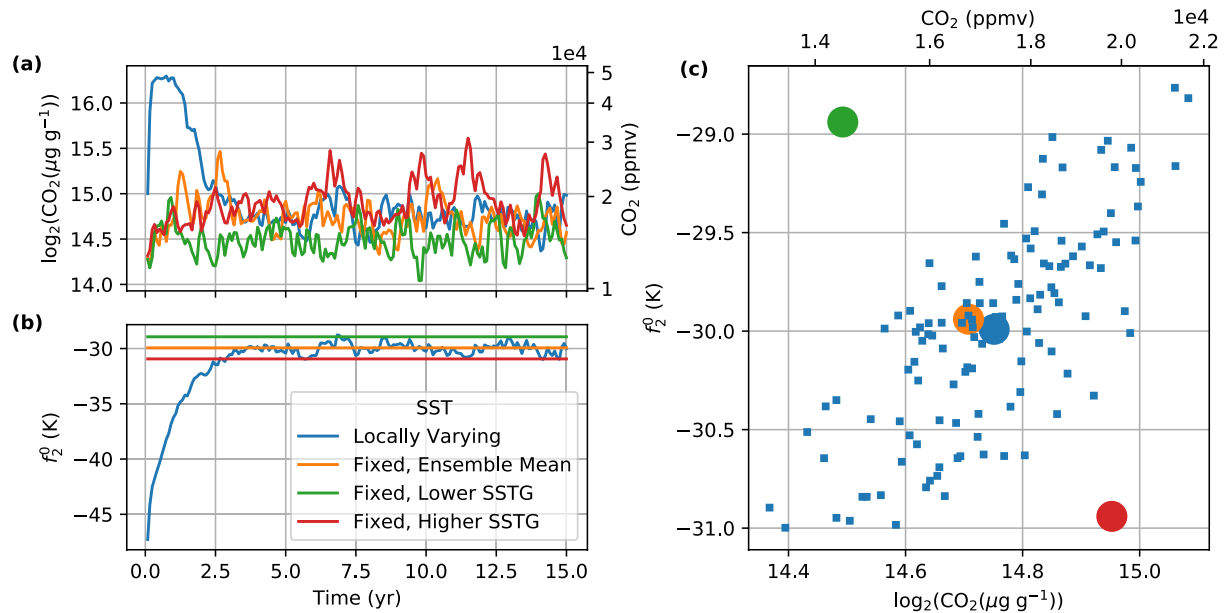 (a)
1e4
16.0
15.5
15.0
14.5
14.0
log₂(CO₂(μg g⁻¹))
5
4
3
2
1
CO₂ (ppmv)
(b)
−30
−35
−40
−45
f₂⁰ (K)
SST
Locally Varying
Fixed, Ensemble Mean
Fixed, Lower SSTG
Fixed, Higher SSTG
0.0 2.5 5.0 7.5 10.0 12.5 15.0
Time (yr)
CO₂ (ppmv)
1e4
1.4 1.6 1.8 2.0 2.2
(c)
−29.0
−29.5
−30.0
−30.5
−31.0
f₂⁰ (K)
14.4 14.6 14.8 15.0
log₂(CO₂(μg g⁻¹))